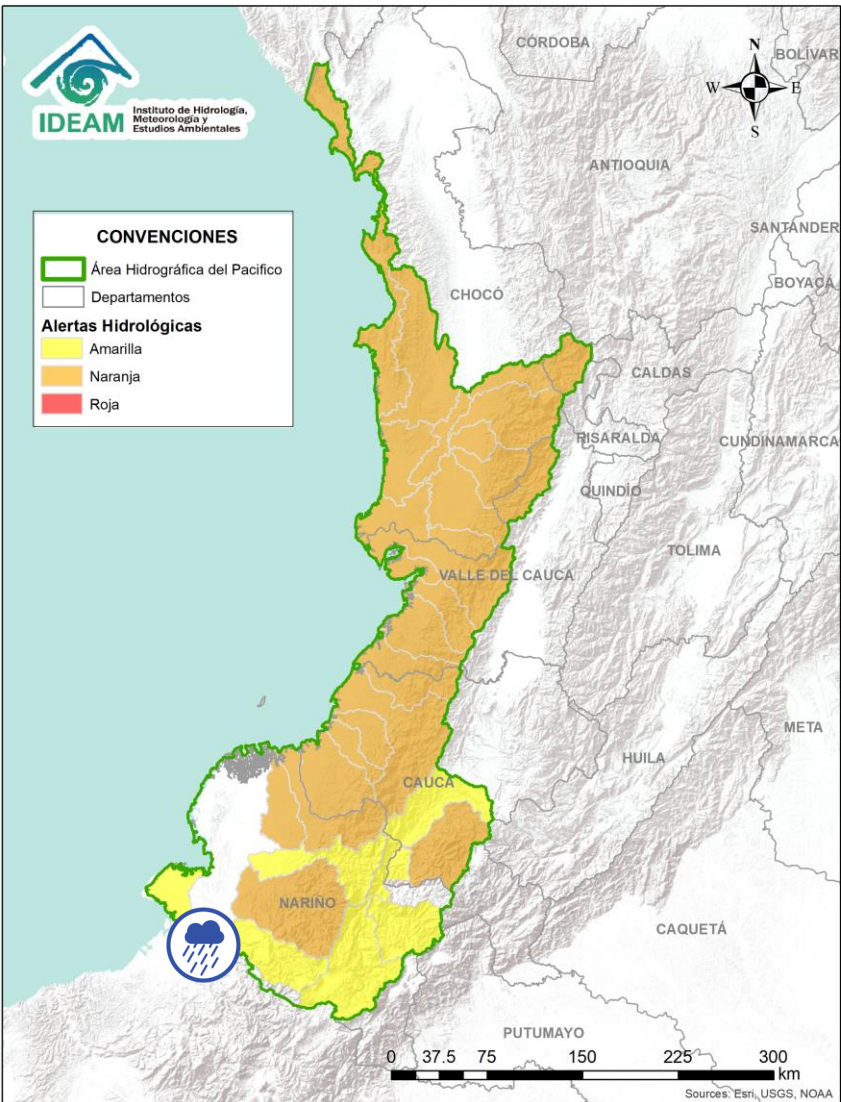 IDEAM
Instituto de Hidrología,
Meteorología y
Estudios Ambientales
N
W
E
S
CÓRDOBA
BOLÍVAR
ANTIOQUIA
SANTANDER
BOYACÁ
CHOCÓ
CONVENCIONES
Área Hidrográfica del Pacifico
Departamentos
Alertas Hidrológicas
Amarilla
Naranja
Roja
CALDAS
RISARALDA
CUNDINAMARCA
QUINDÍO
TOLIMA
VALLE DEL CAUCA
META
HUILA
CAUCA
NARIÑO
CAQUETÁ
PUTUMAYO
0 37.5 75 150 225 300
km
Sources: Esri, USGS, NOAA